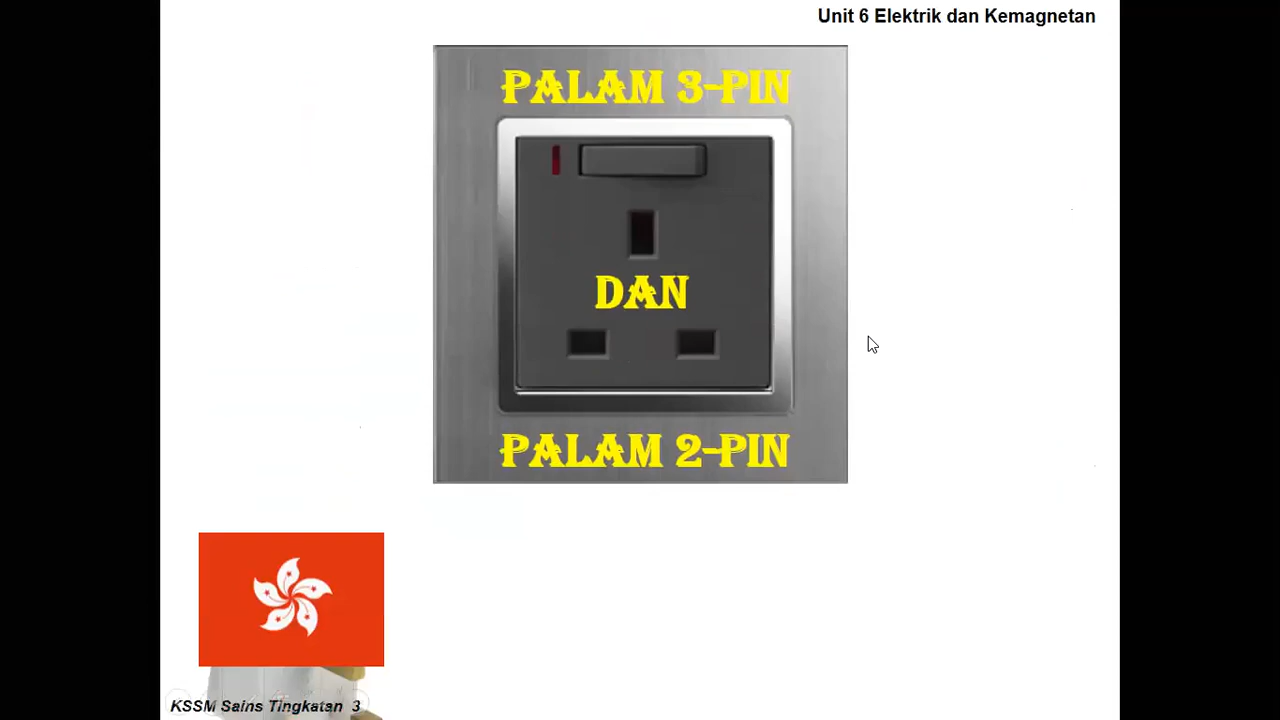 Unit 6 Elektrik dan Kemagnetan
PALAM 3-PIN
DAN
PALAM 2-PIN
KSSM Sains Tingkatan 3